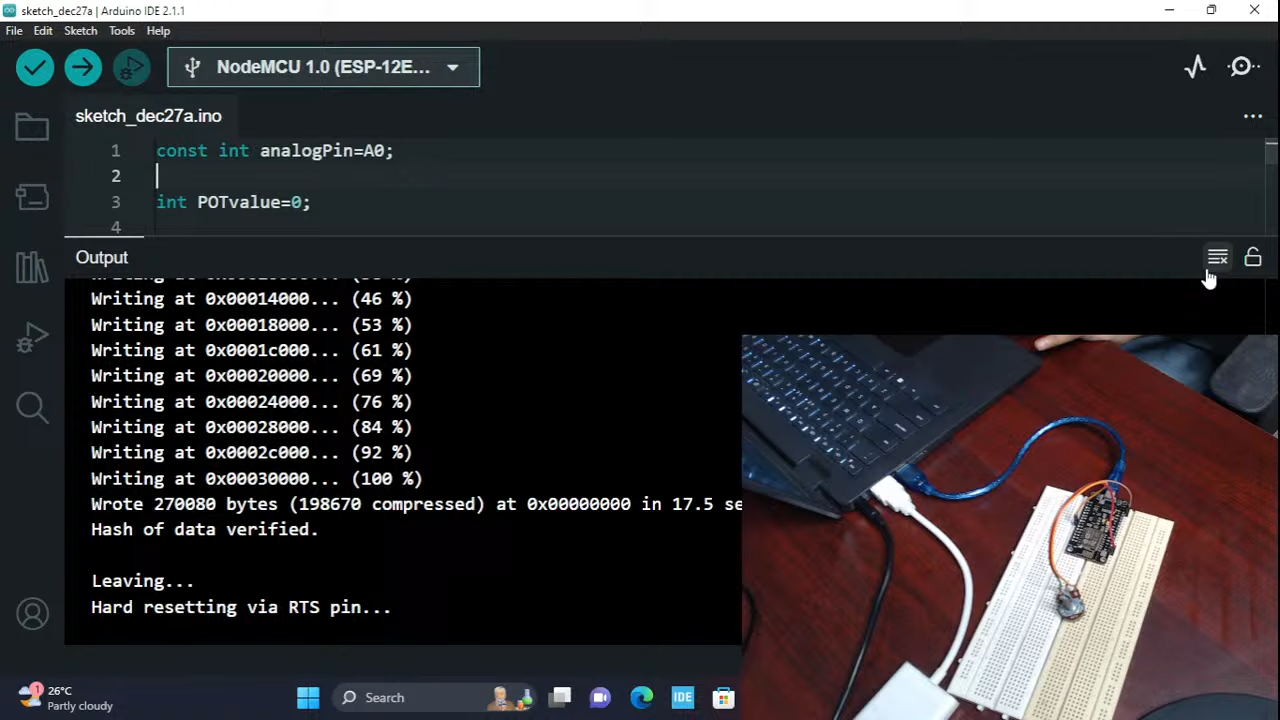 sketch_dec27a | Arduino IDE 2.1.1
File Edit Sketch Tools Help
NodeMCU 1.0 (ESP-12E...
sketch_dec27a.ino
1 const int analogPin=A0;
2
3 int POTvalue=0;
4
Output
Writing at 0x00014000... (46 %)
Writing at 0x00018000... (53 %)
Writing at 0x0001c000... (61 %)
Writing at 0x00020000... (69 %)
Writing at 0x00024000... (76 %)
Writing at 0x00028000... (84 %)
Writing at 0x0002c000... (92 %)
Writing at 0x00030000... (100 %)
Wrote 270080 bytes (198670 compressed) at 0x00000000 in 17.5 se
Hash of data verified.
Leaving...
Hard resetting via RTS pin...
1
26°C
Partly cloudy
Search
IDE